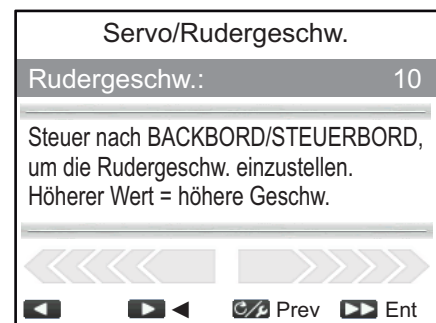 Servo/Rudergeschw.
Rudergeschw.: 10
Steuer nach BACKBORD/STEUERBORD,
um die Rudergeschw. einzustellen.
Höherer Wert = höhere Geschw.
Prev Ent